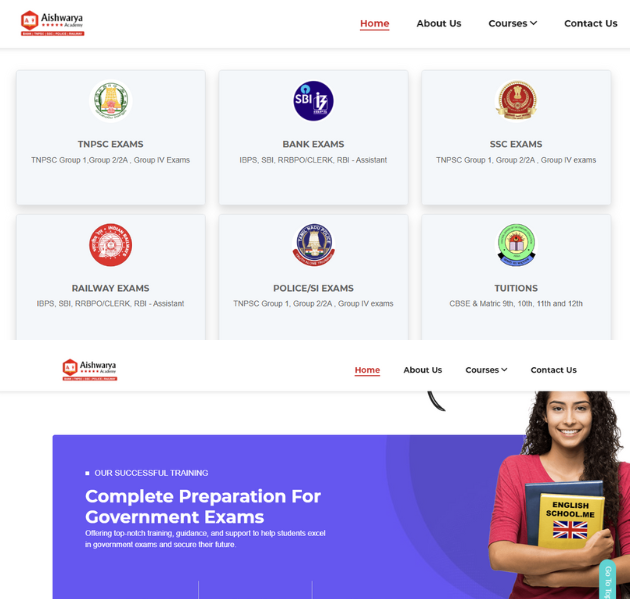 Aishwarya
Academy
Home
About Us
Courses
Contact Us
SBI
TNPSC EXAMS
BANK EXAMS
SSC EXAMS
TNPSC Group 1,Group 2/2A , Group IV Exams
IBPS, SBI, RRBPO/CLERK, RBI - Assistant
TNPSC Group 1, Group 2/2A , Group IV exams
RAILWAY EXAMS
POLICE/SI EXAMS
TUITIONS
IBPS, SBI, RRBPO/CLERK, RBI - Assistant
TNPSC Group 1, Group 2/2A , Group IV exams
CBSE & Matric 9th, 10th, 11th and 12th
Aishwarya
Academy
Home
About Us
Courses
Contact Us
OUR SUCCESSFUL TRAINING
Complete Preparation For
Government Exams
Offering top-notch training, guidance, and support to help students excel
in government exams and secure their future.
ENGLISH
SCHOOL.ME
Go To Top